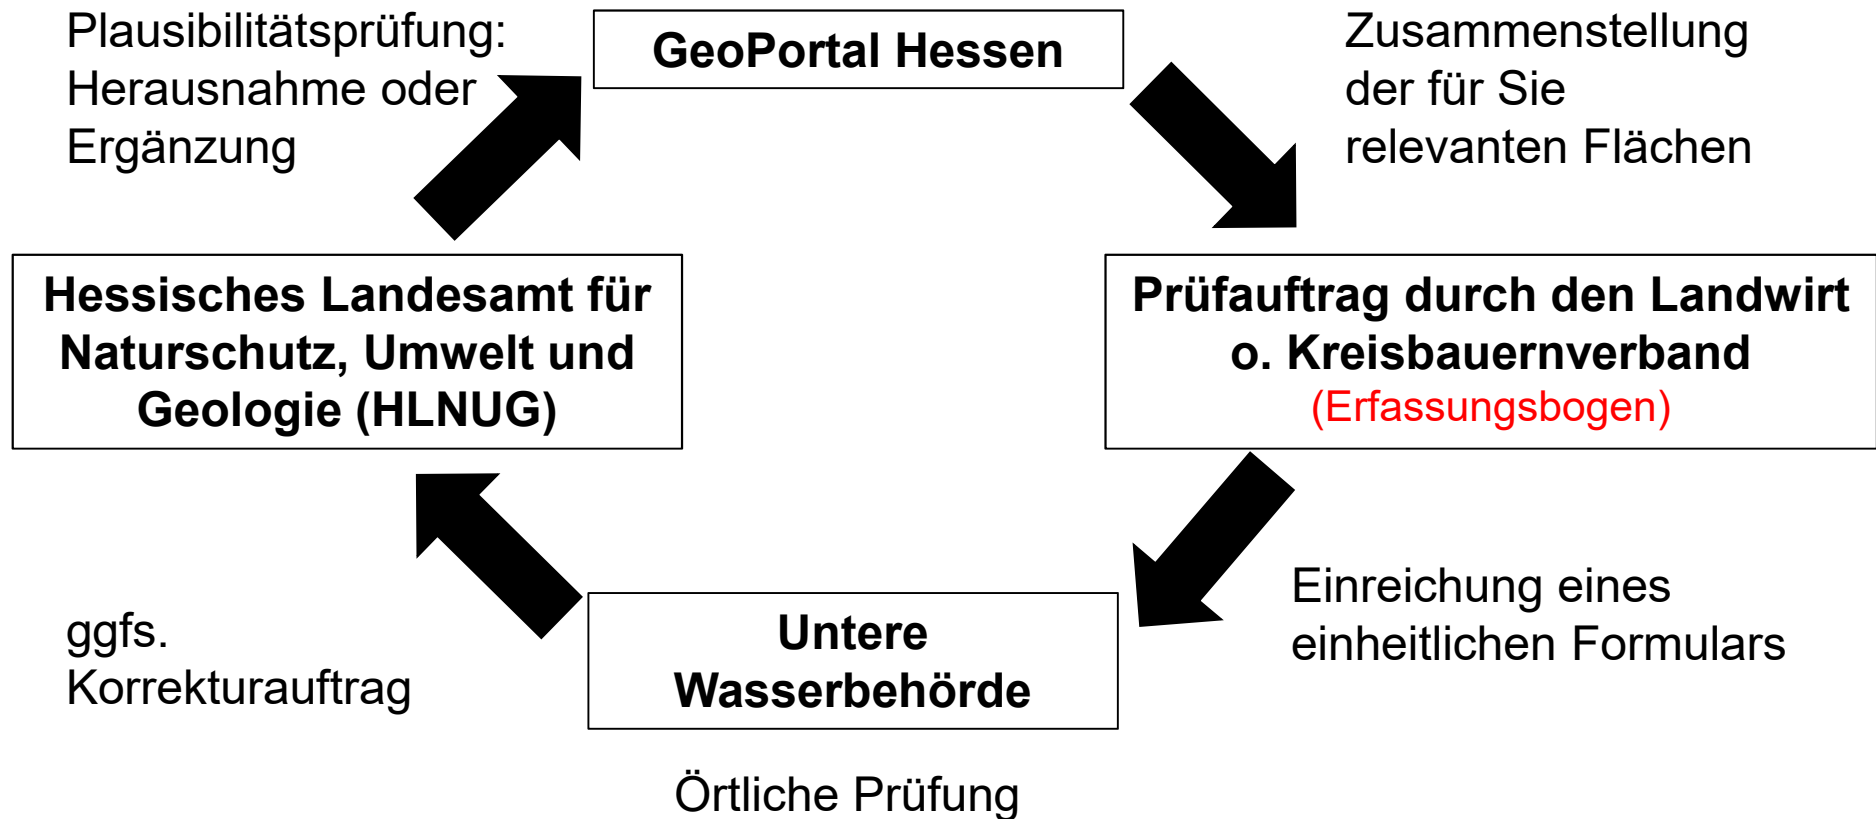 Plausibilitätsprüfung:
Herausnahme oder
Ergänzung
GeoPortal Hessen
Zusammenstellung
der für Sie
relevanten Flächen
Hessisches Landesamt für
Naturschutz, Umwelt und
Geologie (HLNUG)
Prüfauftrag durch den Landwirt
o. Kreisbauernverband
(Erfassungsbogen)
ggfs.
Korrekturauftrag
Untere
Wasserbehörde
Einreichung eines
einheitlichen Formulars
Örtliche Prüfung